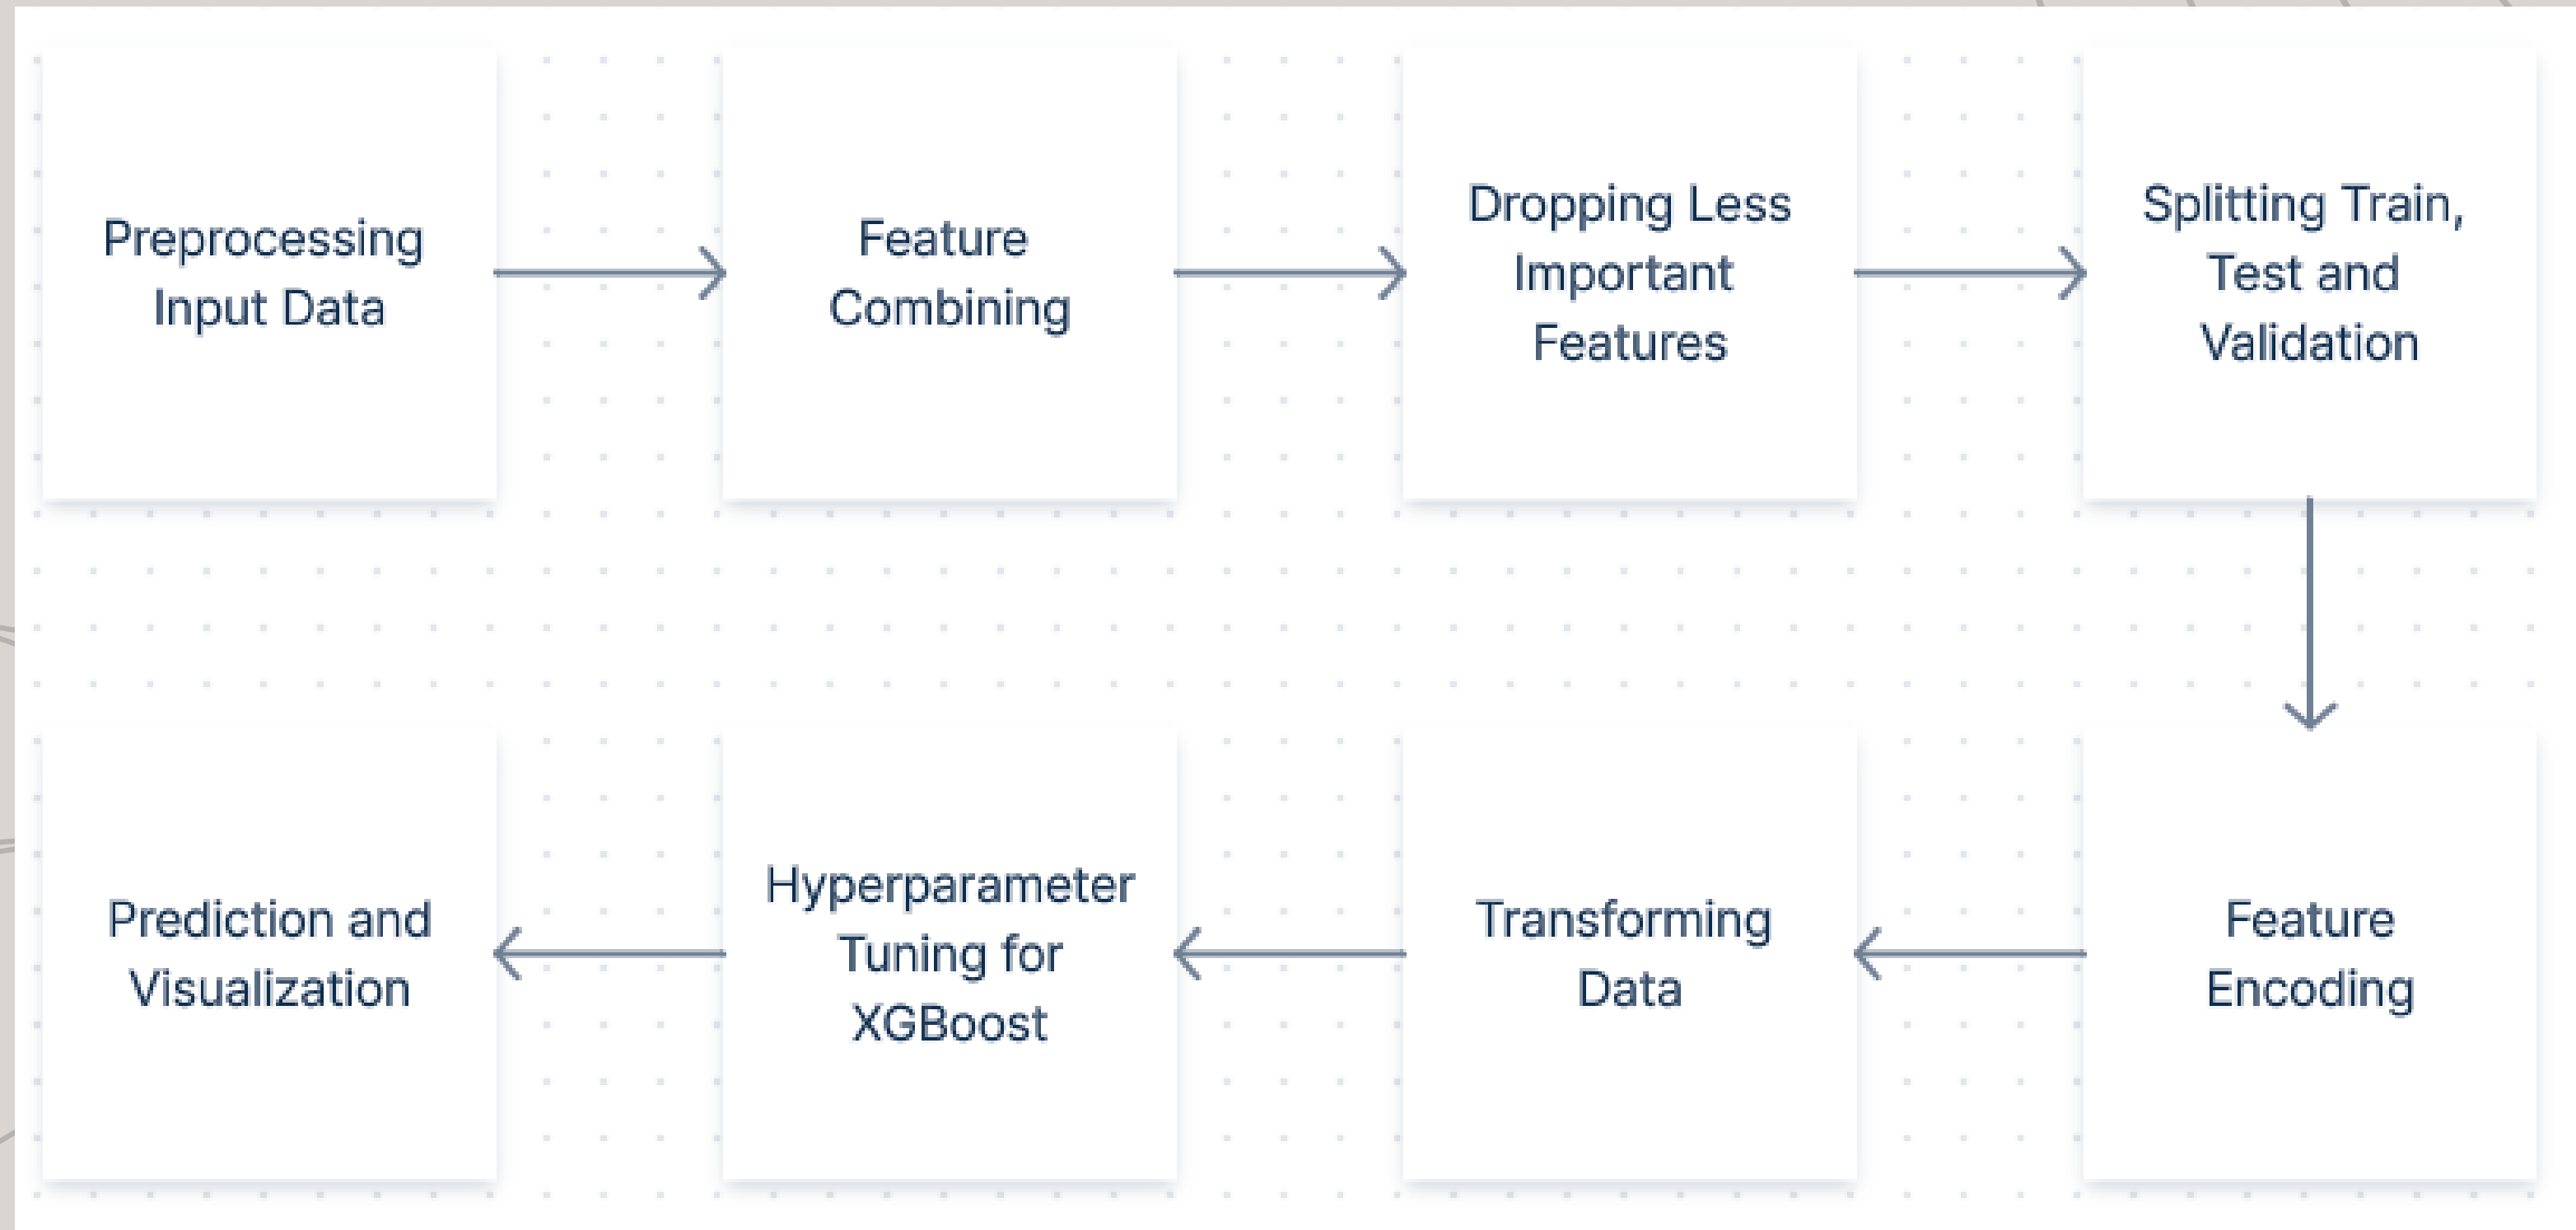 Preprocessing
Input Data
Feature
Combining
Dropping Less
Important
Features
Splitting Train,
Test and
Validation
Feature
Encoding
Transforming
Data
Hyperparameter
Tuning for
XGBoost
Prediction and
Visualization